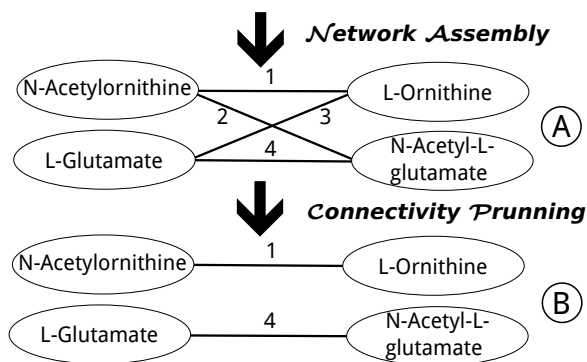 Network Assembly
1
N-Acetylornithine
L-Ornithine
2
3
A
L-Glutamate
4
N-Acetyl-L-
glutamate
Connectivity Prunning
1
N-Acetylornithine
L-Ornithine
B
4
L-Glutamate
N-Acetyl-L-
glutamate